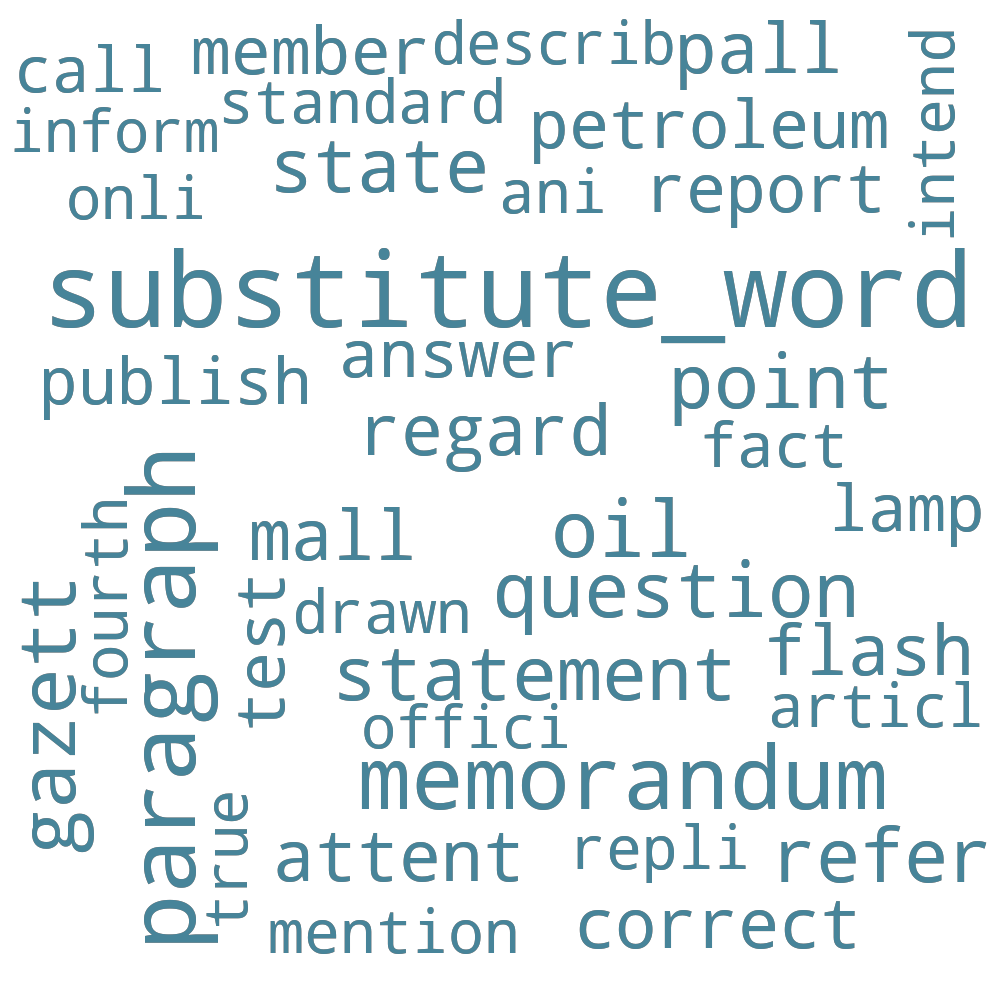 call
member
describ
pall
intend
inform
standard
petroleum
onli
state
ani
report
substitute_word
publish
answer
point
regard
fact
gazett
fourth
paragraph
test
mall
oil
lamp
drawn
question
statement
flash
offici
articl
memorandum
true
attent
repli
refer
mention
correct